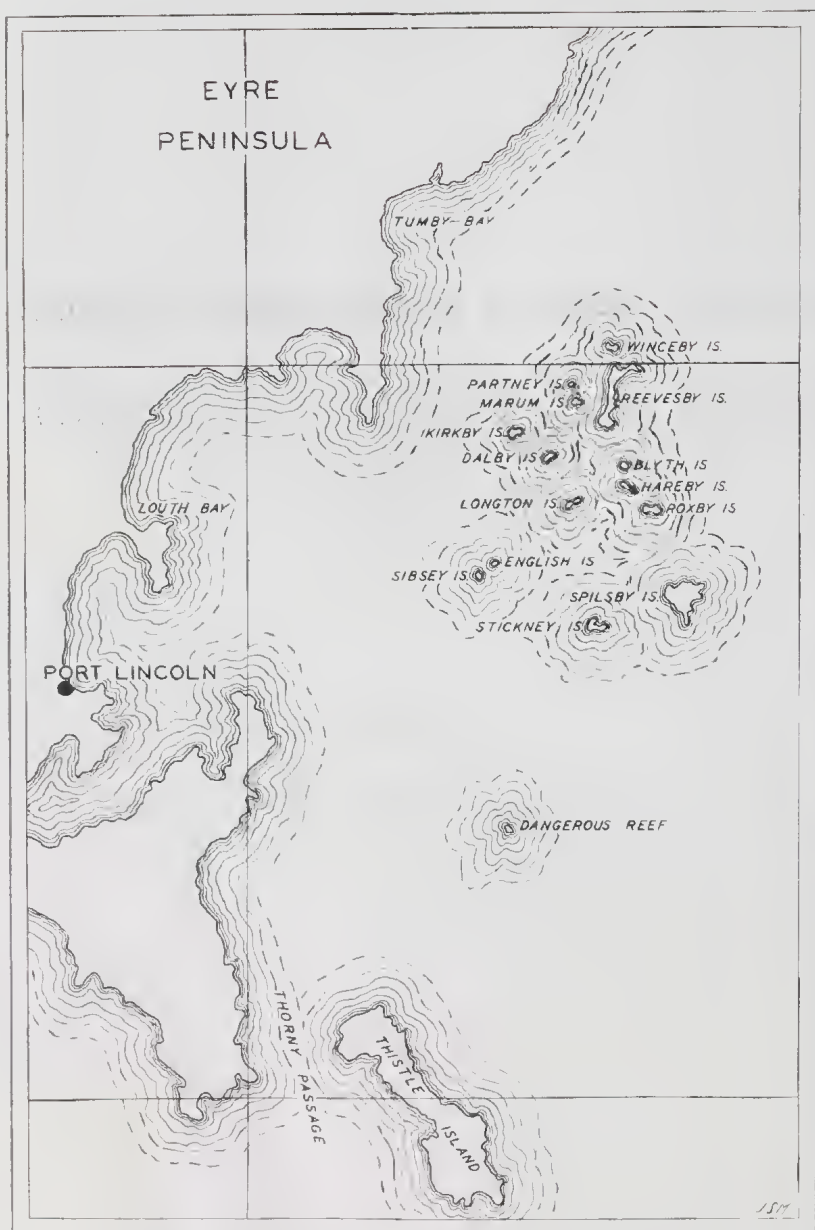 EYRE
PENINSULA
TUMBY BAY
WINCEBY IS.
PARTNEY IS.
MARUM IS.
REEVESBY IS.
KIRKBY IS.
DALBY IS
BLYTH IS
HAREBY IS.
LONGTON IS.
ROXBY IS
LOUTH BAY
ENGLISH IS
SIBSEY IS.
SPILSBY IS.
STICKNEY IS.
PORT LINCOLN
DANGEROUS REEF
THORNY PASSAGE
THISTLE
ISLAND
JSM